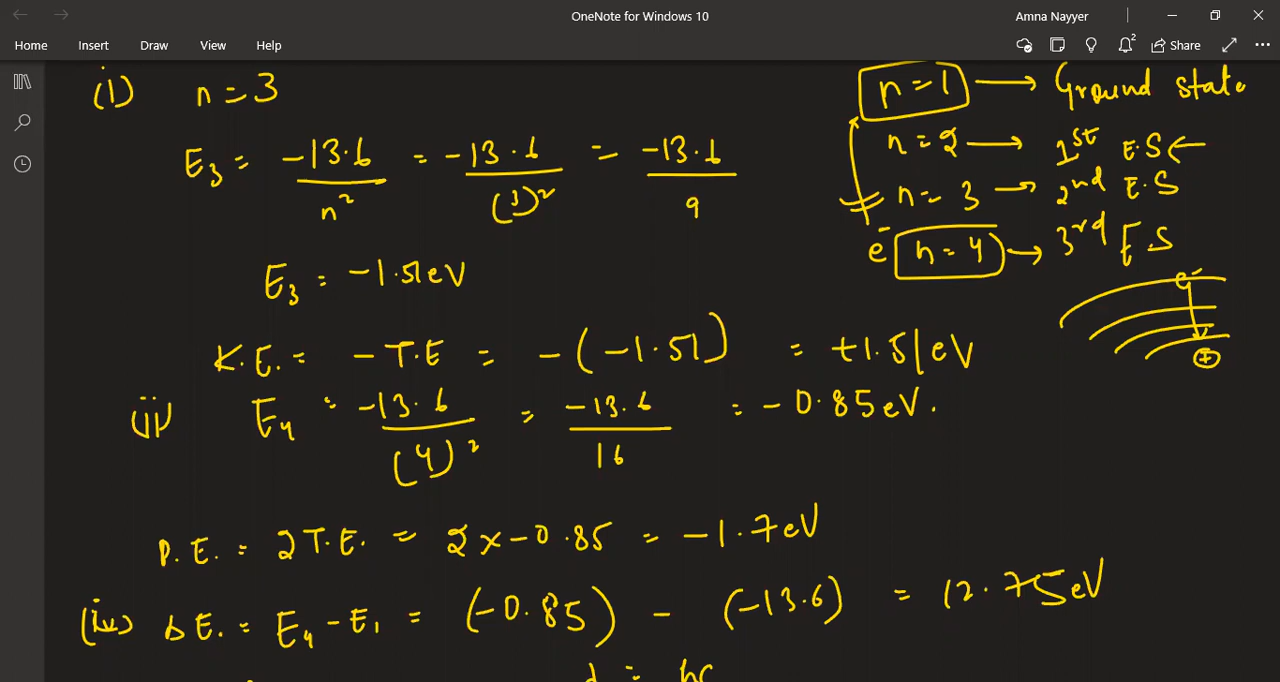 OneNote for Windows 10
Amna Nayyer
Home Insert Draw View Help
2 Share
(i) n = 3
E3 = -13.6/n² = -13.6/(3)² = -13.6/9
E3 = -1.51eV
K.E. = - T.E = -(-1.51) = +1.51eV
(ii) E4 = -13.6/(4)² = -13.6/16 = -0.85eV.
P.E. = 2T.E. = 2 x -0.85 = -1.7eV
ΔE. = E4 - E1 = (-0.85) - (-13.6) = 12.75eV
= hc
n = 1 → Ground state
n = 2 → 1st E.S ←
n = 3 → 2nd E.S
e⁻ n = 4 → 3rd E.S
e⁻
+